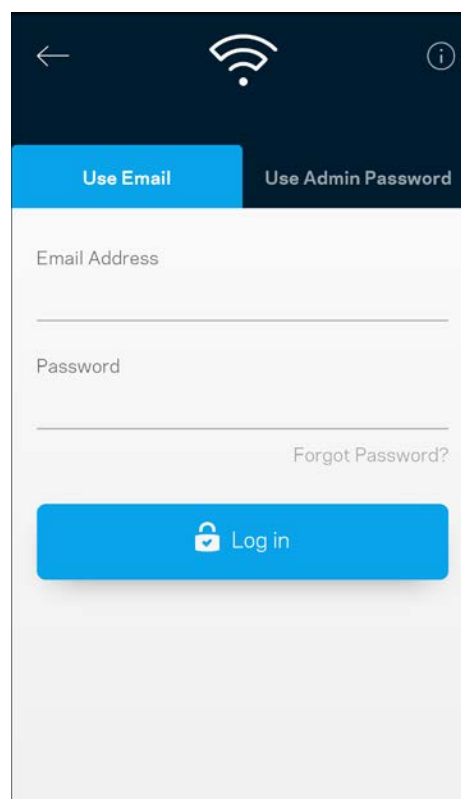 Use Email
Use Admin Password
Email Address
Password
Forgot Password?
Log in